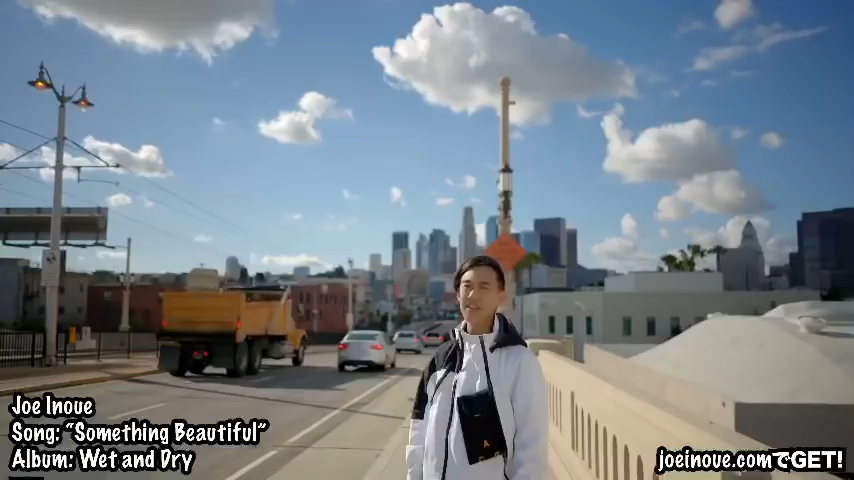 Joe Inoue
Song: “Something Beautiful”
Album: Wet and Dry
joeinoue.comでGET!